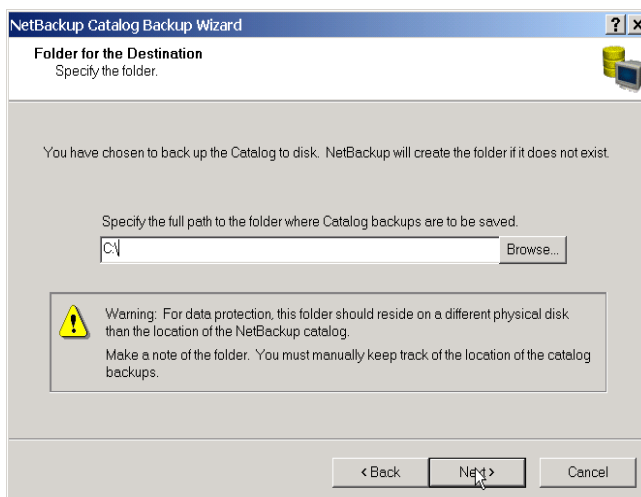 NetBackup Catalog Backup Wizard
Folder for the Destination
Specify the folder.
You have chosen to back up the Catalog to disk. NetBackup will create the folder if it does not exist.
Specify the full path to the folder where Catalog backups are to be saved.
C:\
Browse...
Warning: For data protection, this folder should reside on a different physical disk
than the location of the NetBackup catalog.
Make a note of the folder. You must manually keep track of the location of the catalog
backups.
< Back
Next >
Cancel